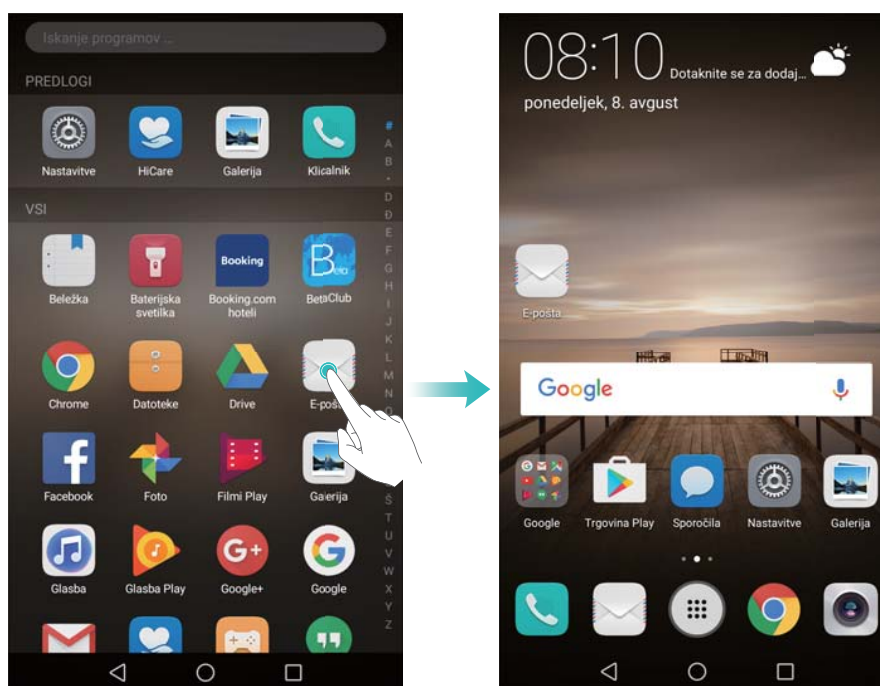 Iskanje programov ...
PREDLOGI
Nastavitve
HiCare
Galerija
Klicalnik
VSI
Beležka
Baterijska
svetilka
Booking
Booking.com
hoteli
Beta
BetaClub
Chrome
Datoteke
Drive
E-pošta
Facebook
Foto
Filmi Play
Galerija
Glasba
Glasba Play
G+
Google+
G
Google
#
A
B
D
Đ
E
F
G
H
I
J
K
L
M
N
O
Š
T
U
V
W
X
Y
Z
08:10
Dotaknite se za dodaj...
ponedeljek, 8. avgust
E-pošta
Google
Google
Trgovina Play
Sporočila
Nastavitve
Galerija